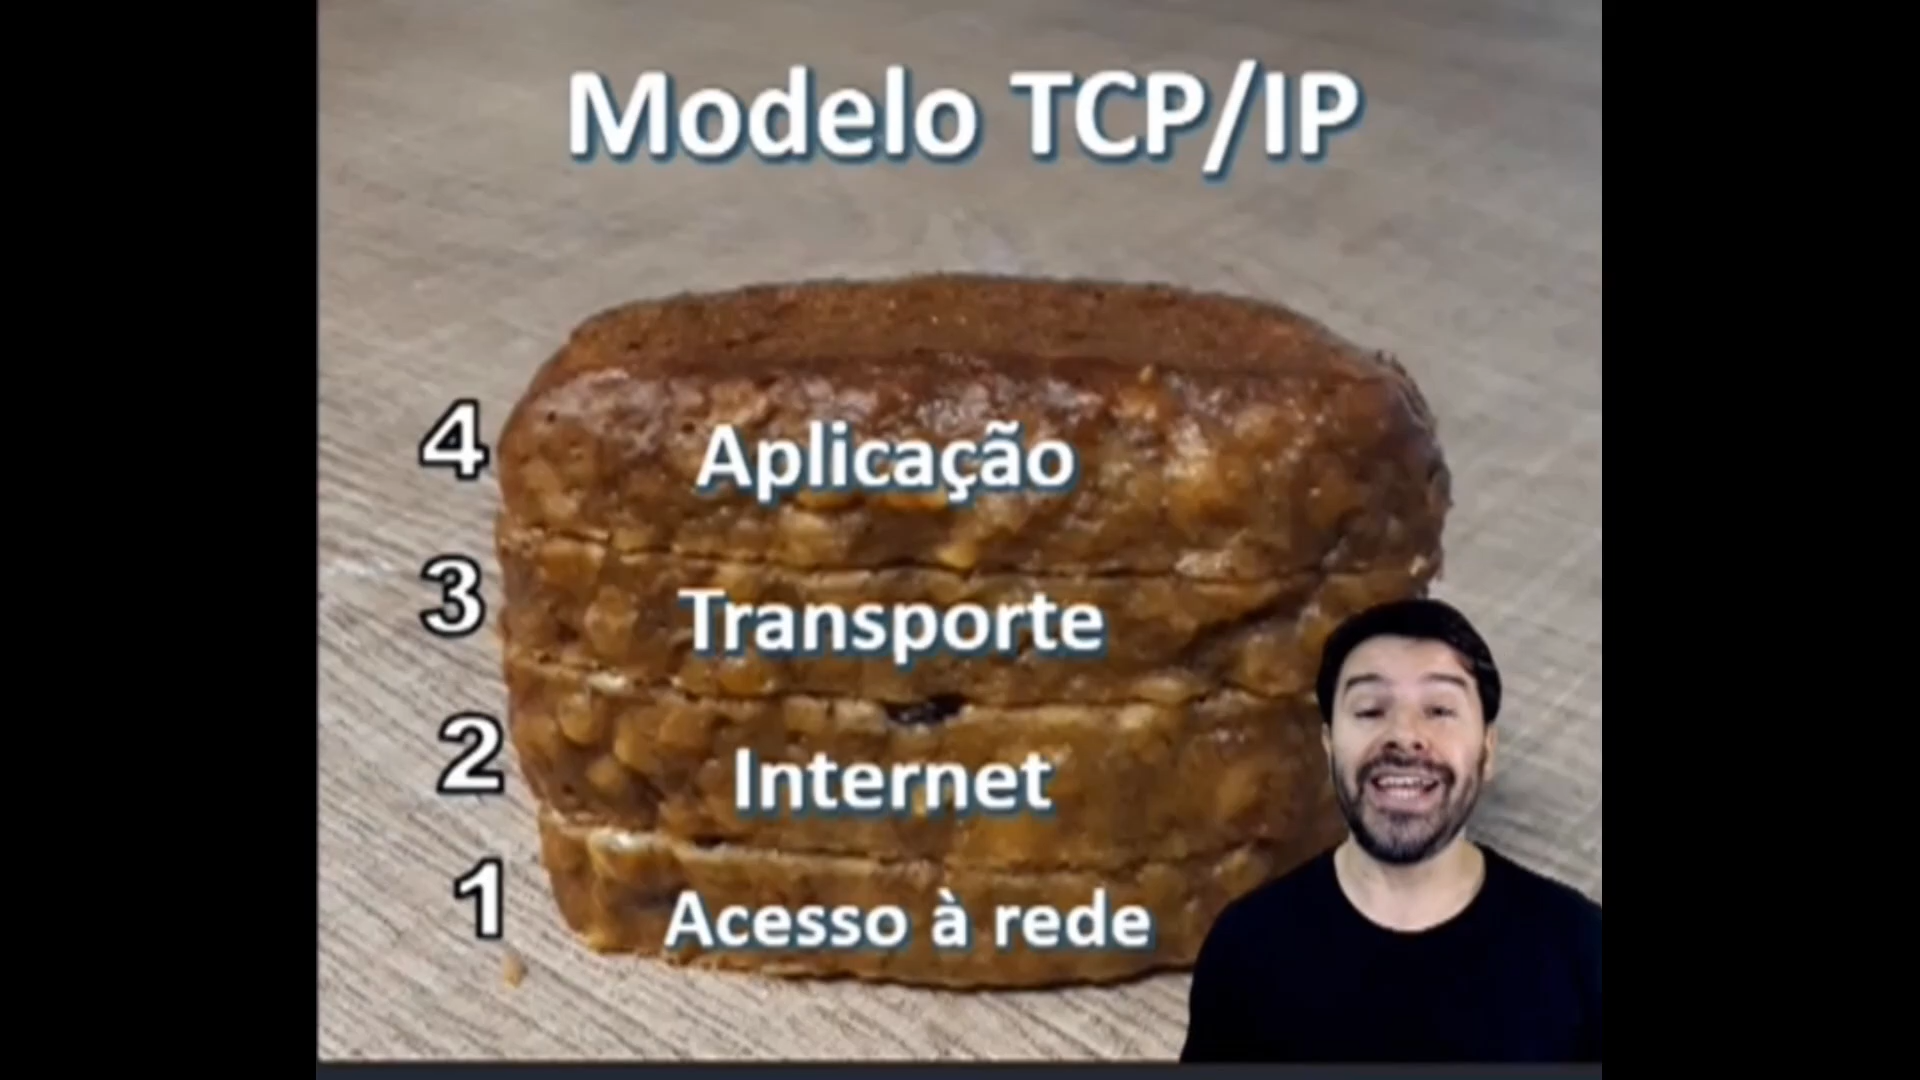 Modelo TCP/IP
4 Aplicação
3 Transporte
2 Internet
1 Acesso à rede